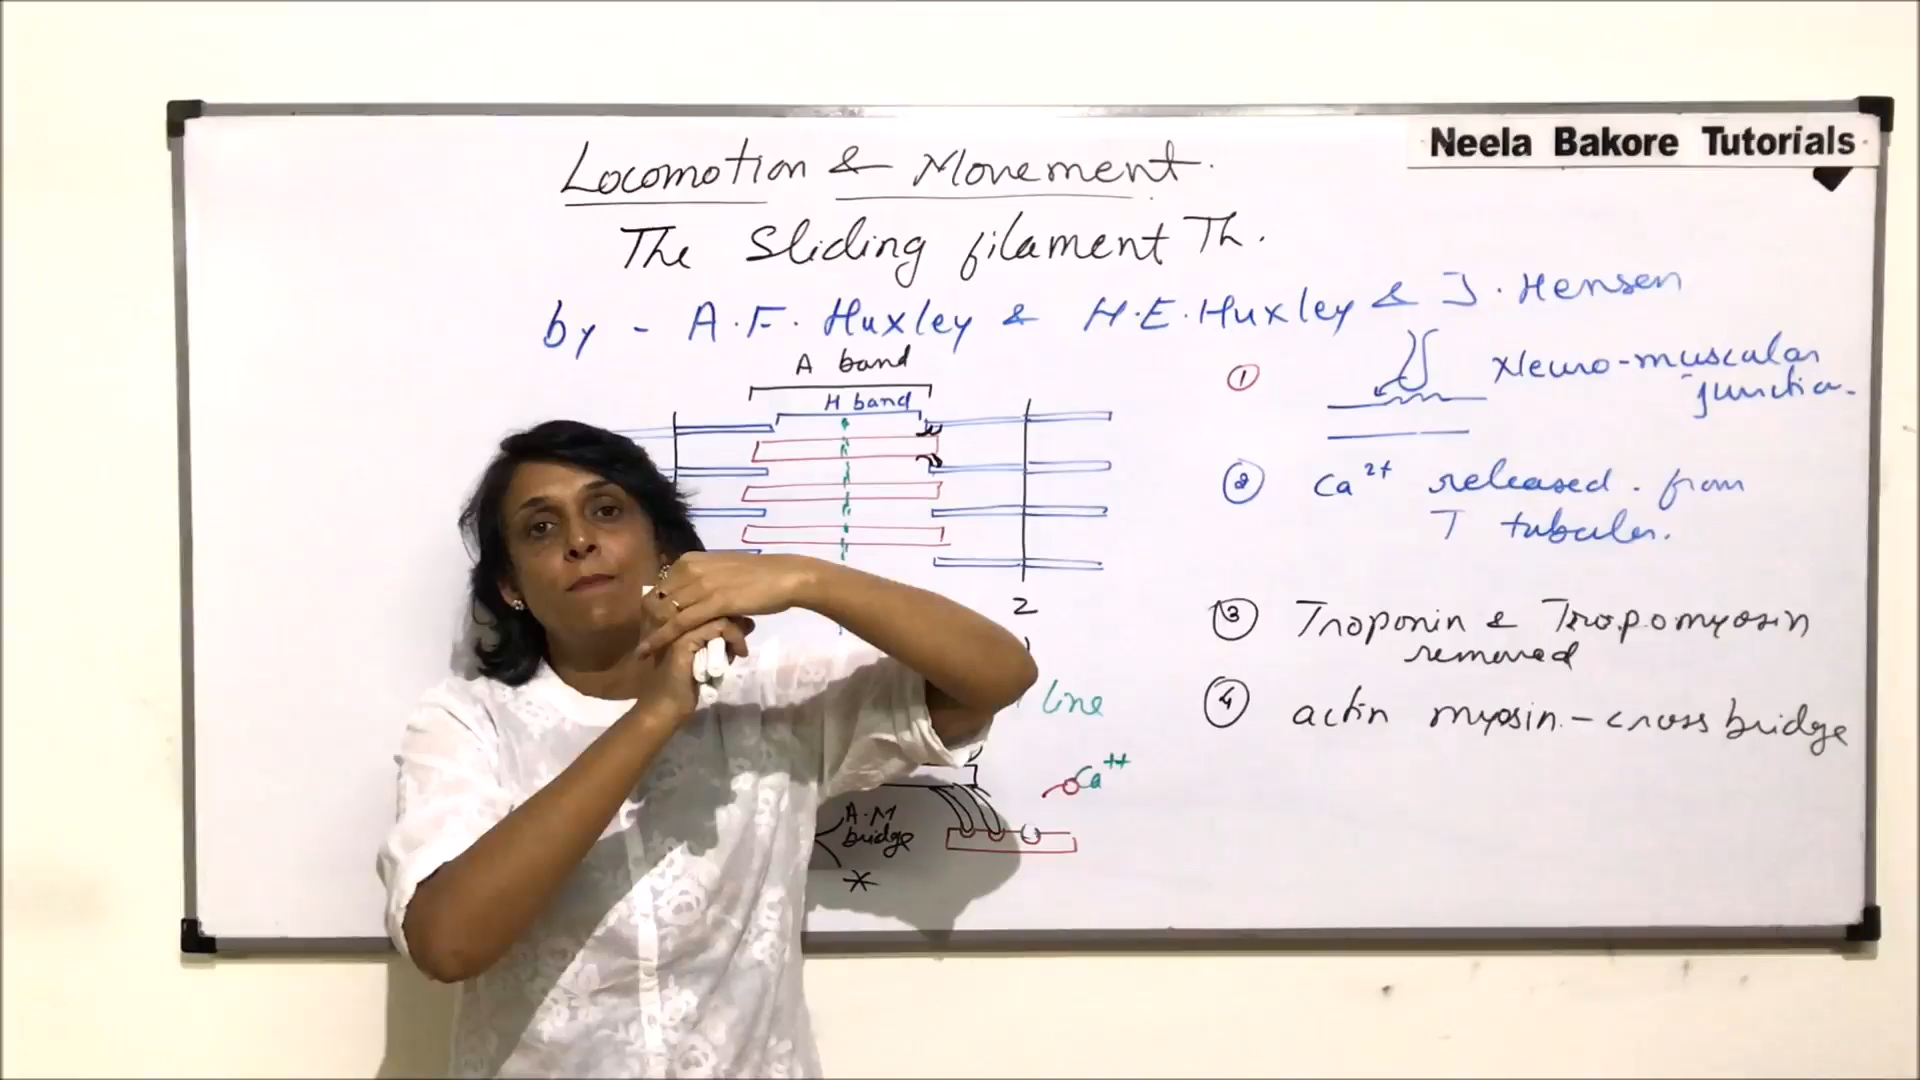 Neela Bakore Tutorials
Locomotion & Movement.
The Sliding filament Th.
by - A.F. Huxley & H.E. Huxley & J. Hensen
A band
H band
① Neuro-muscular
junction.
② Ca2+ released. from
T tubules.
2
③ Troponin & Tropomyosin
removed
line
④ actin myosin - cross bridge
Ca++
A.M
bridge